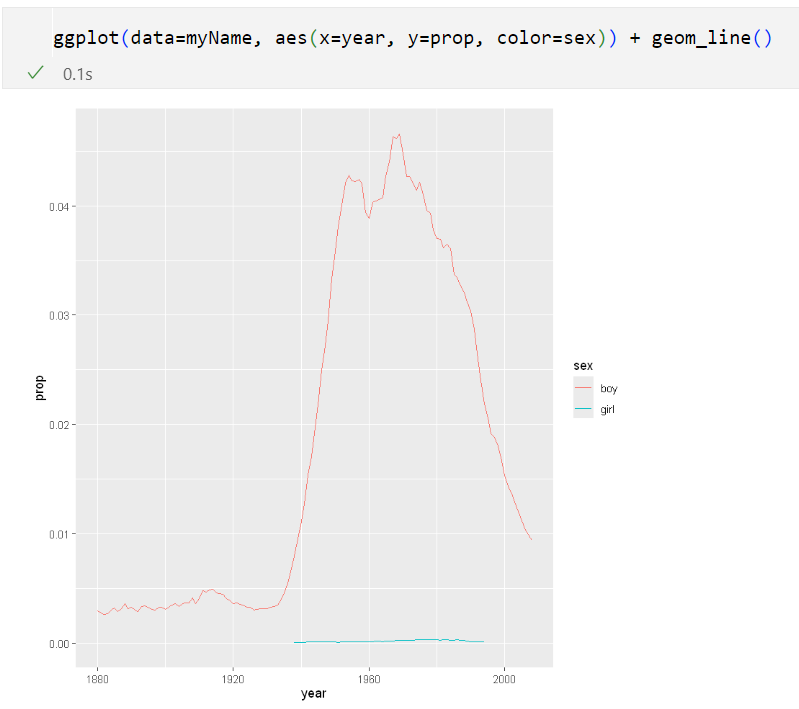 ggplot(data=myName, aes(x=year, y=prop, color=sex)) + geom_line()
0.1s
0.04
0.03
prop
0.02
0.01
0.00
1880 1920 1960 2000
year
sex
boy
girl